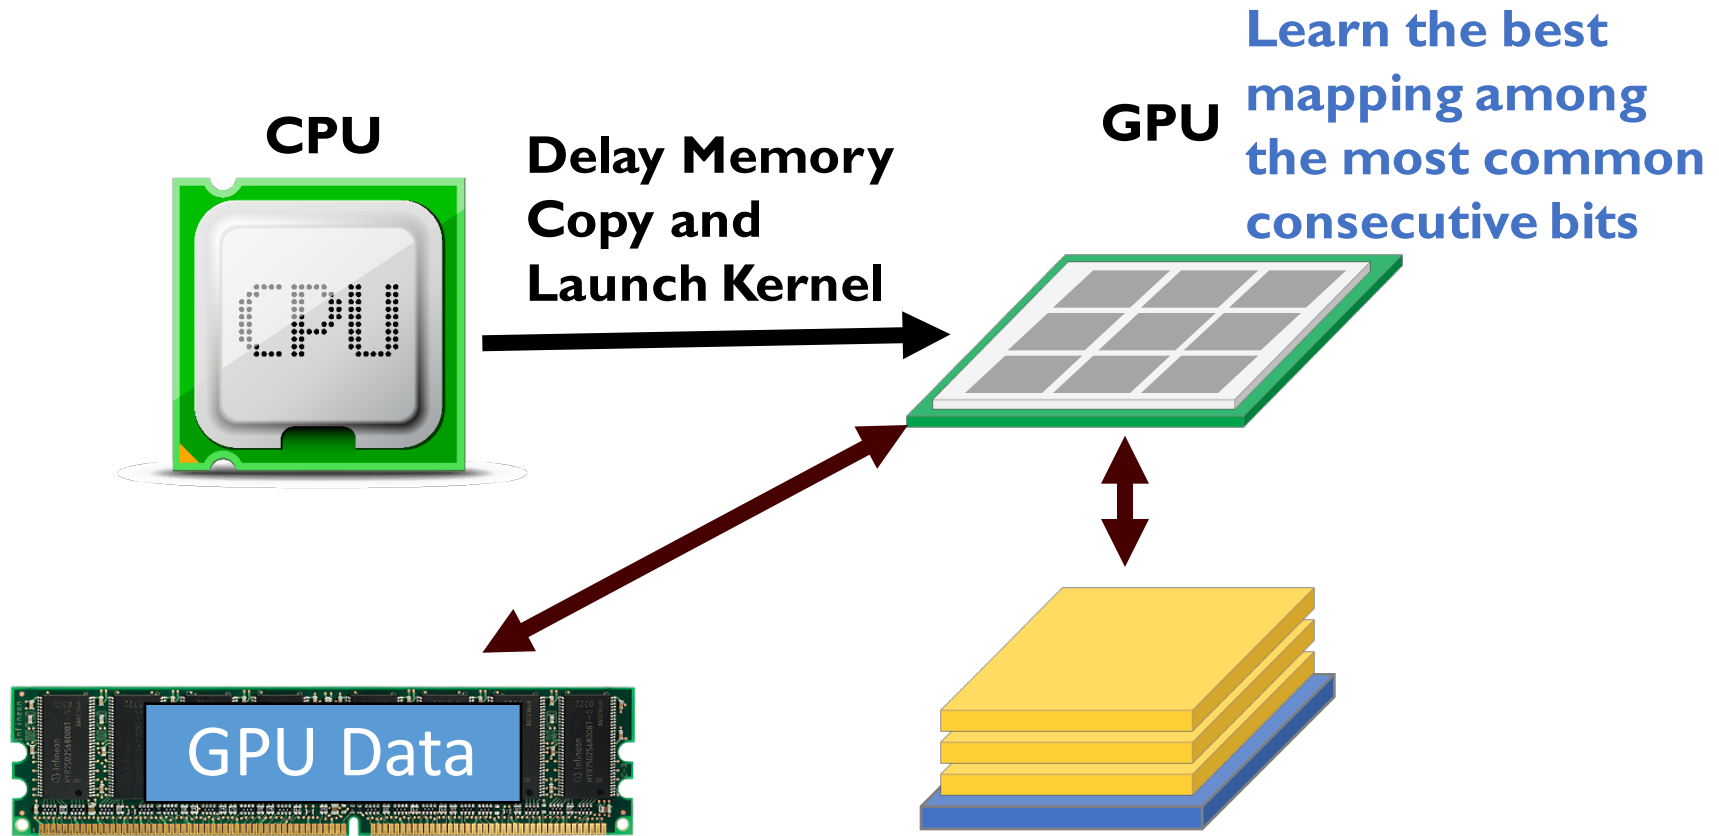 CPU
CPU
Delay Memory
Copy and
Launch Kernel
GPU
Learn the best
mapping among
the most common
consecutive bits
GPU Data
Infineon